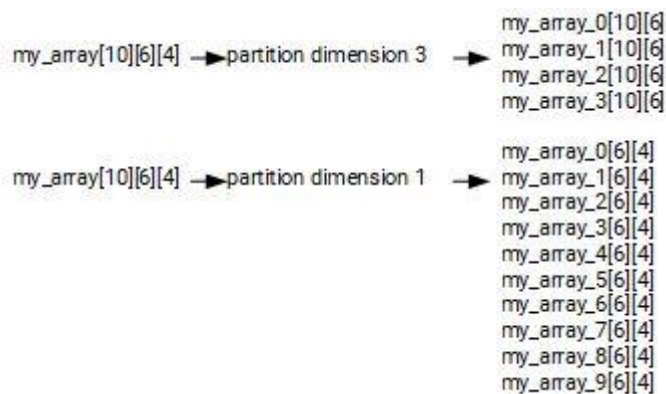 my_array_0[10][6]
my_array_1[10][6]
my_array[10][6][4] partition dimension 3
my_array_2[10][6]
my_array_3[10][6]
my_array_0[6][4]
my_array[10][6][4] partition dimension 1 my_array_1[6][4]
my_array_2[6][4]
my_array_3[6][4]
my_array_4[6][4]
my_array_5[6][4]
my_array_6[6][4]
my_array_7[6][4]
my_array_8[6][4]
my_array_9[6][4]